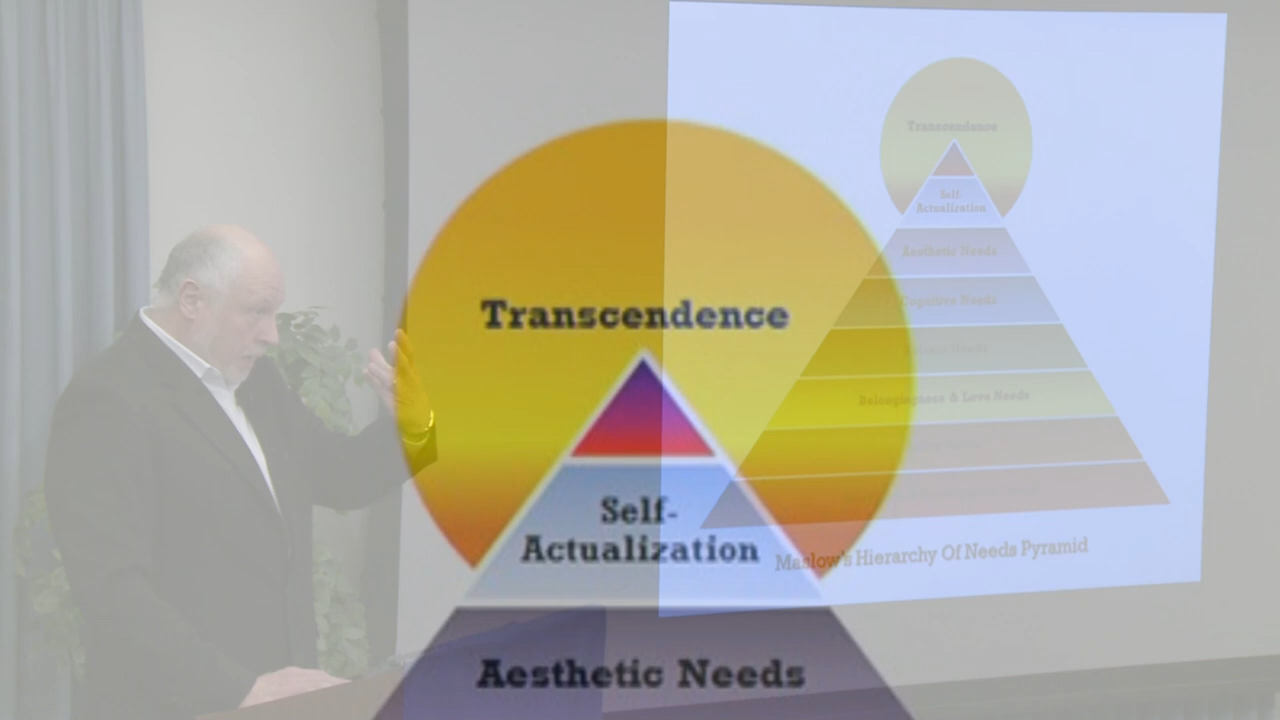 Transcendence
Self-
Actualization
Aesthetic Needs
Transcendence
Self-
Actualization
Aesthetic Needs
Cognitive Needs
Belongingness & Love Needs
Maslow's Hierarchy Of Needs Pyramid